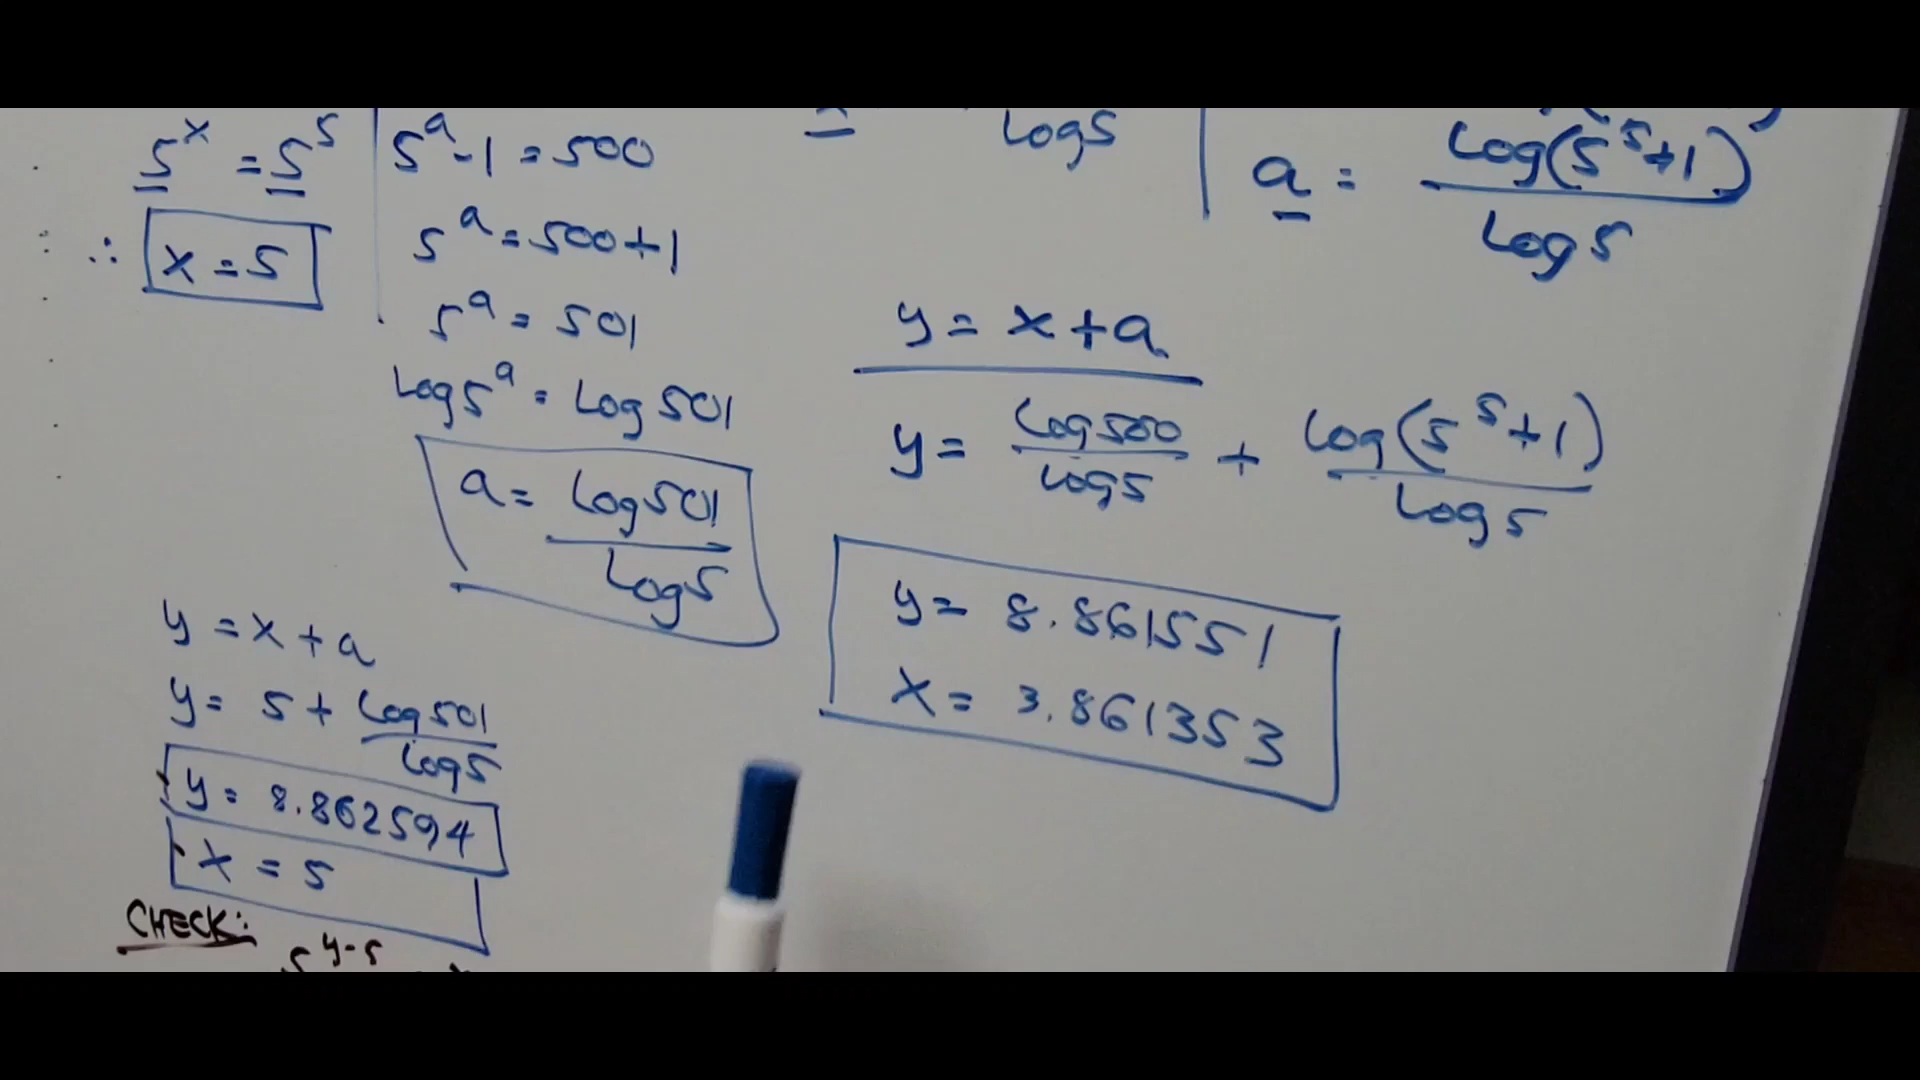 5^x = 5^5
∴ x = 5
5^a - 1 = 500
5^a = 500 + 1
5^a = 501
log 5^a = log 501
a = log 501 / log 5
y = x + a
y = 5 + log 501 / log 5
y = 8.862594
x = 5
CHECK:
5^y-5
log 5
a = log(5^5+1) / log 5
y = x + a
y = log 500 / log 5 + log(5^5+1) / log 5
y = 8.861551
x = 3.861353